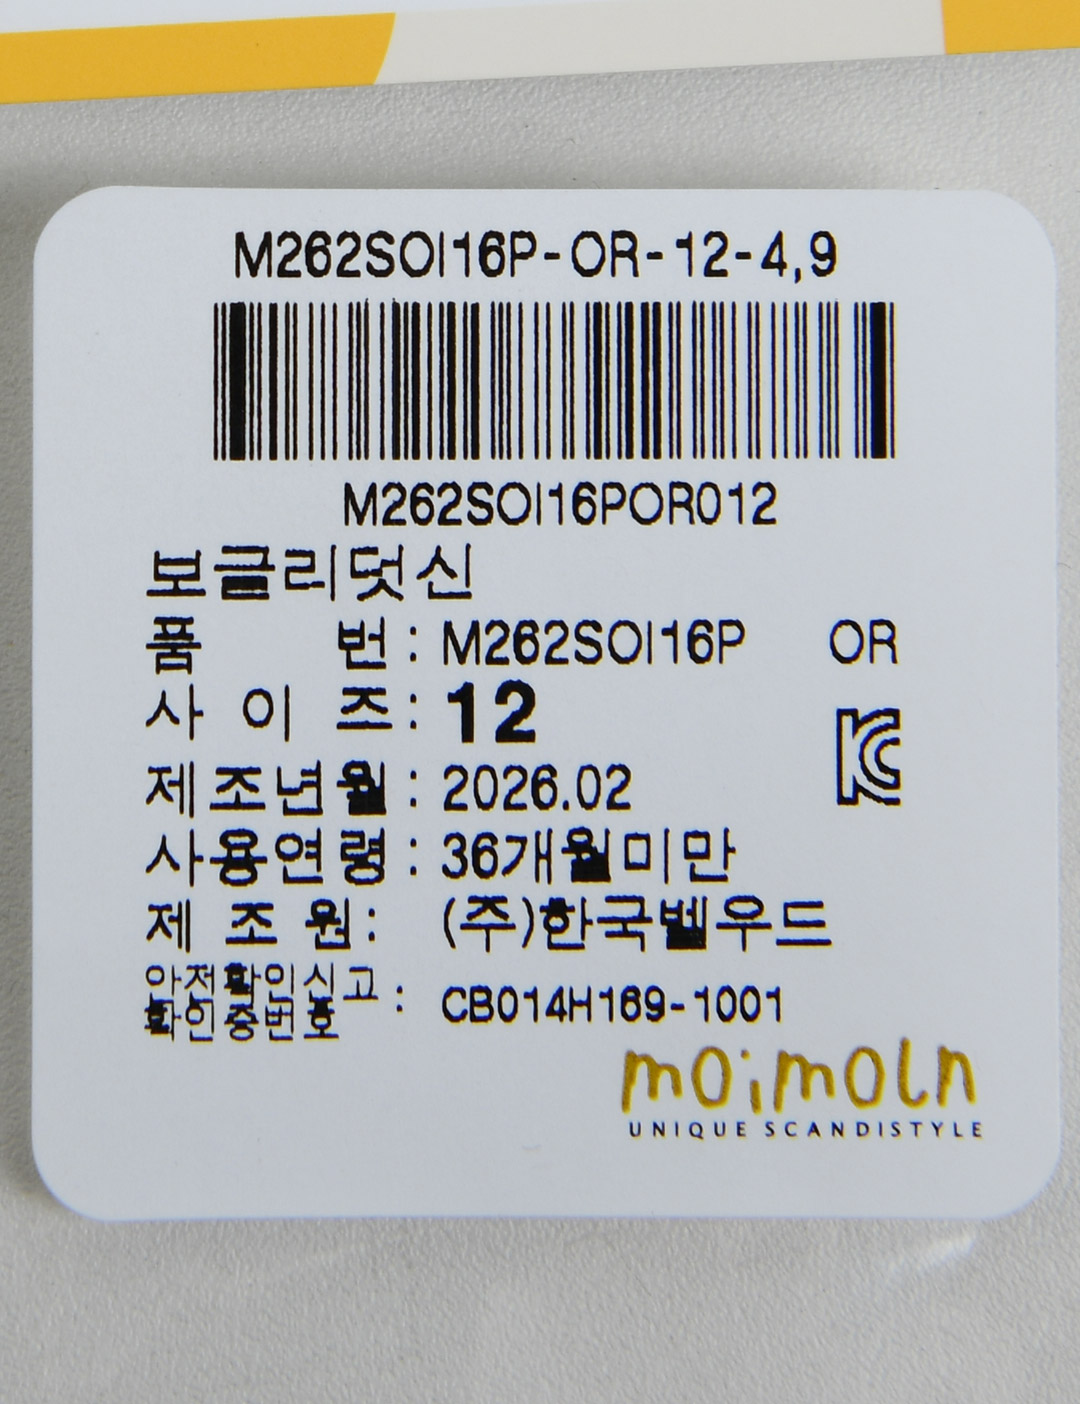 M262SOI16P-OR-12-4,9
M262SOI16POR012
보글리덧신
품 번 : M262SOI16P OR
사 이 즈 : 12
제조년월 : 2026.02
사용연령 : 36개월미만
제 조 원 : (주)한국벨우드
안전확인신고
확인증번호 : CB014H169-1001
moimoln
UNIQUE SCANDISTYLE